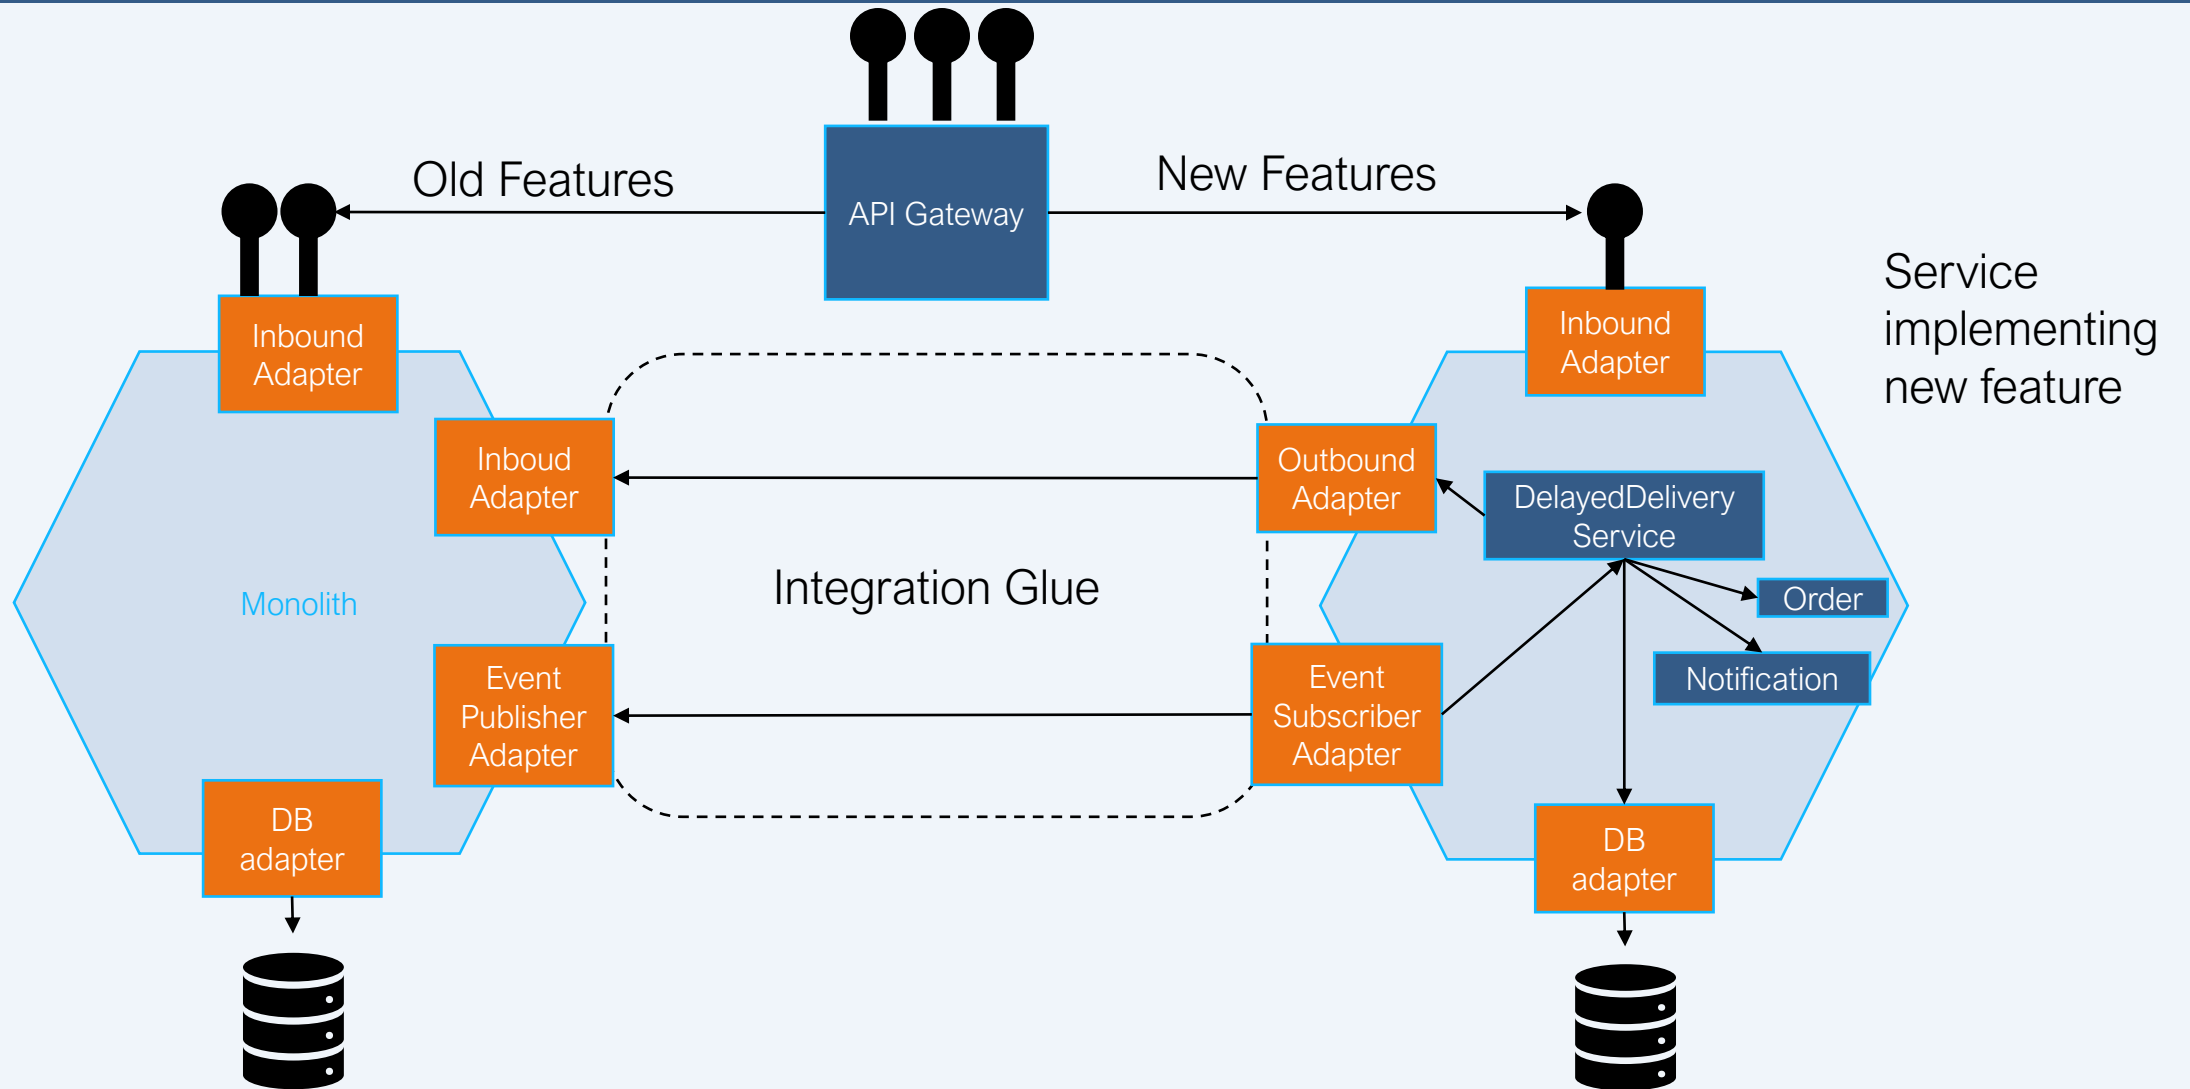 Old Features
API Gateway
New Features
Inbound
Adapter
Inbound
Adapter
Service
implementing
new feature
Inboud
Adapter
Outbound
Adapter
DelayedDelivery
Service
Monolith
Integration Glue
Order
Event
Publisher
Adapter
Event
Subscriber
Adapter
Notification
DB
adapter
DB
adapter